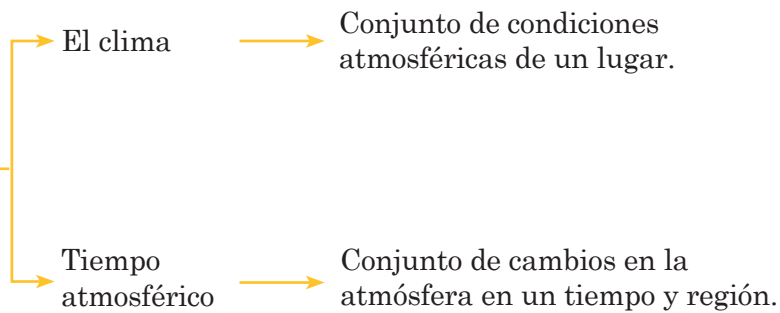 El clima
Conjunto de condiciones
atmosféricas de un lugar.
Tiempo
atmosférico
Conjunto de cambios en la
atmósfera en un tiempo y región.